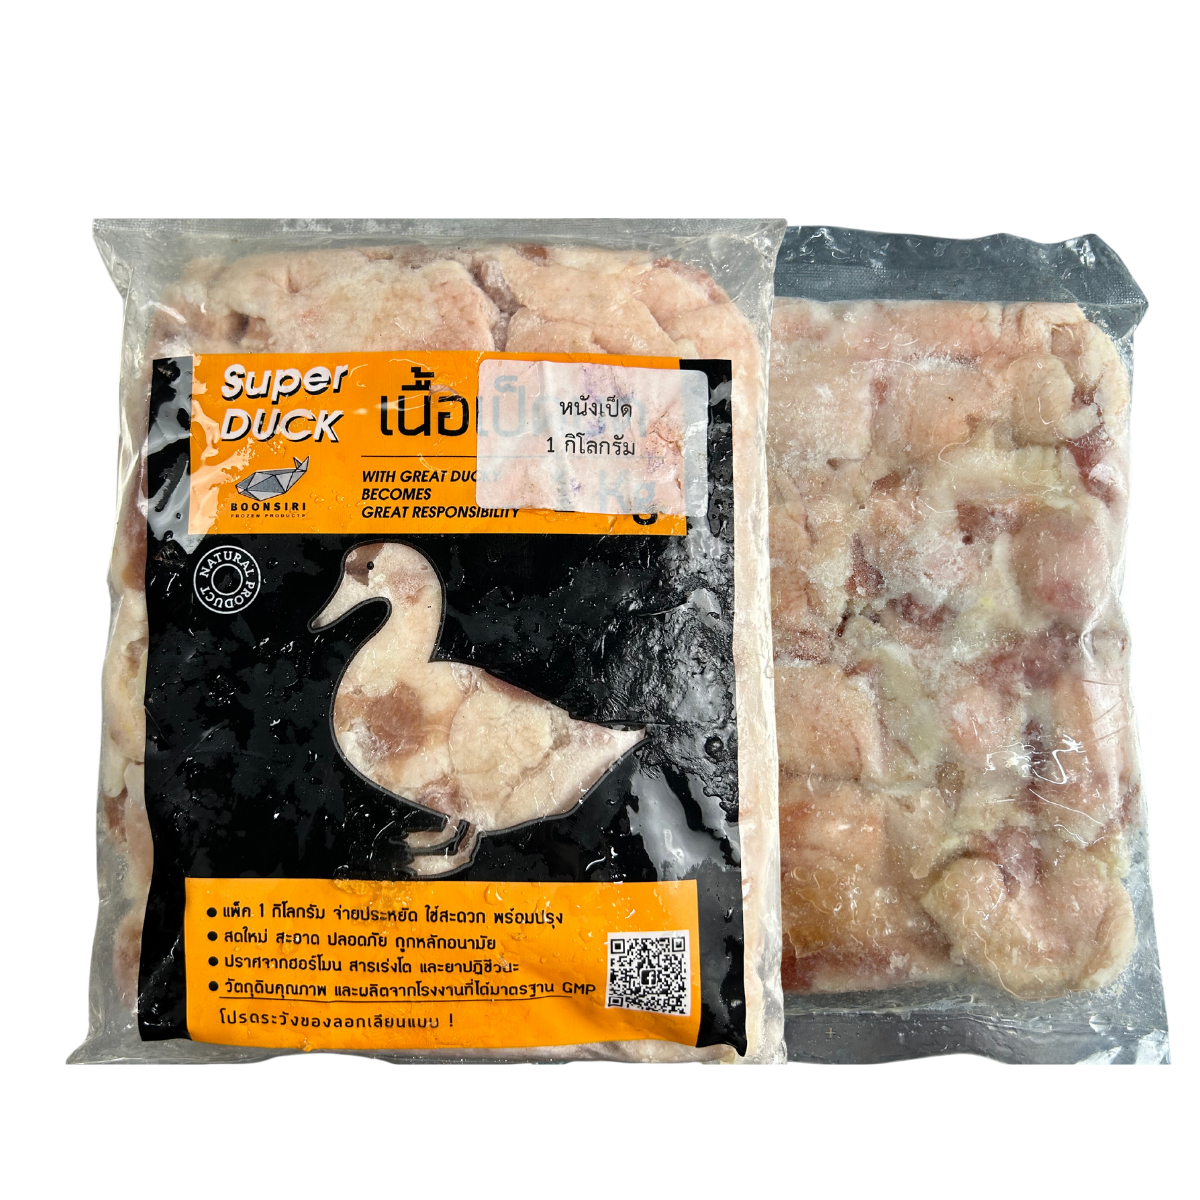 Super
DUCK
เนื้อเป็ด
หนังเป็ด
1 กิโลกรัม
WITH GREAT DUC
BECOMES
GREAT RESPONSIBILITY
Kg
BOONSIRI
FROZEN PRODUCTS
NATURAL PRODUCT
● แพ็ค 1 กิโลกรัม จ่ายประหยัด ใช้สะดวก พร้อมปรุง
● สดใหม่ สะอาด ปลอดภัย ถูกหลักอนามัย
● ปราศจากฮอร์โมน สารเร่งโต และยาปฏิชีวนะ
● วัตถุดิบคุณภาพ และผลิตจากโรงงานที่ได้มาตรฐาน GMP
โปรดระวังของลอกเลียนแบบ !